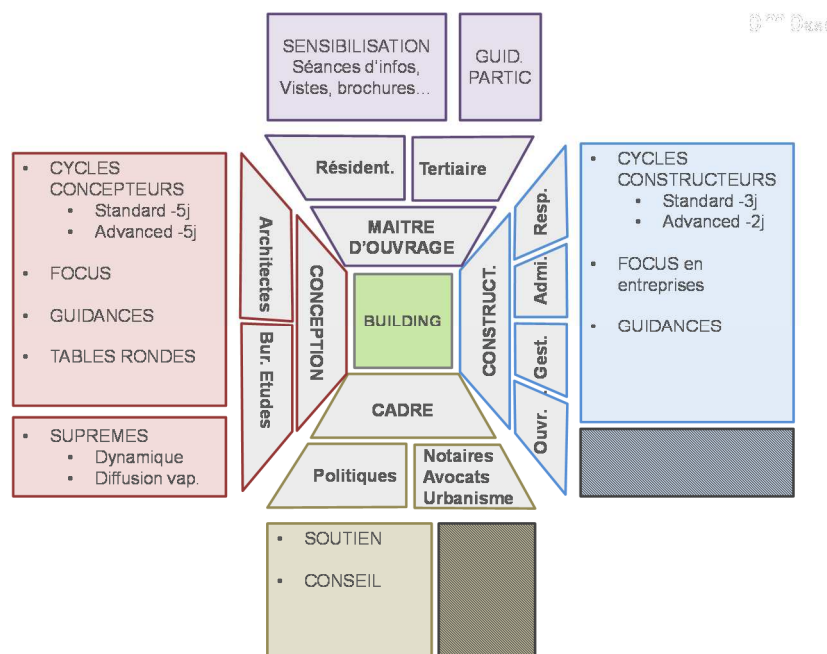 SENSIBILISATION
Séances d'infos,
Vistes, brochures…
GUID.
PARTIC
Résident.
Tertiaire
MAITRE
D'OUVRAGE
• CYCLES
CONCEPTEURS
• Standard -5j
• Advanced -5j
• FOCUS
• GUIDANCES
• TABLES RONDES
• SUPREMES
• Dynamique
• Diffusion vap.
Architectes
Bur. Etudes
CONCEPTION
BUILDING
CONSTRUCT.
Resp.
Admi.
Gest.
Ouvr.
• CYCLES
CONSTRUCTEURS
• Standard -3j
• Advanced -2j
• FOCUS en
entreprises
• GUIDANCES
CADRE
Politiques
Notaires
Avocats
Urbanisme
• SOUTIEN
• CONSEIL